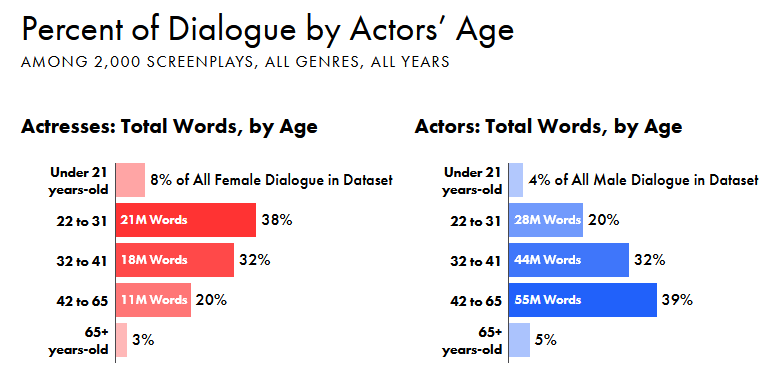 Percent of Dialogue by Actors' Age
AMONG 2,000 SCREENPLAYS, ALL GENRES, ALL YEARS
Actresses: Total Words, by Age
Under 21
years-old
8% of All Female Dialogue in Dataset
22 to 31
21M Words
38%
32 to 41
18M Words
32%
42 to 65
11M Words
20%
65+
years-old
3%
Actors: Total Words, by Age
Under 21
years-old
4% of All Male Dialogue in Dataset
22 to 31
28M Words
20%
32 to 41
44M Words
32%
42 to 65
55M Words
39%
65+
years-old
5%